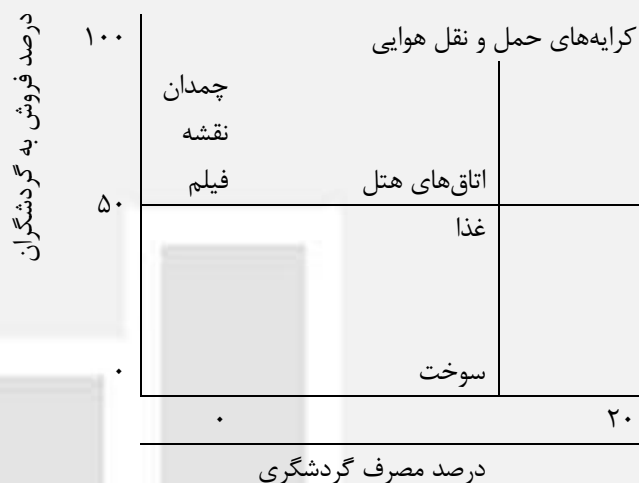 درصد فروش به گردشگران
۱۰۰
کرایه‌های حمل و نقل هوایی
چمدان
نقشه
فیلم
اتاق‌های هتل
۵۰
غذا
۰
سوخت
۰
۲۰
درصد مصرف گردشگری